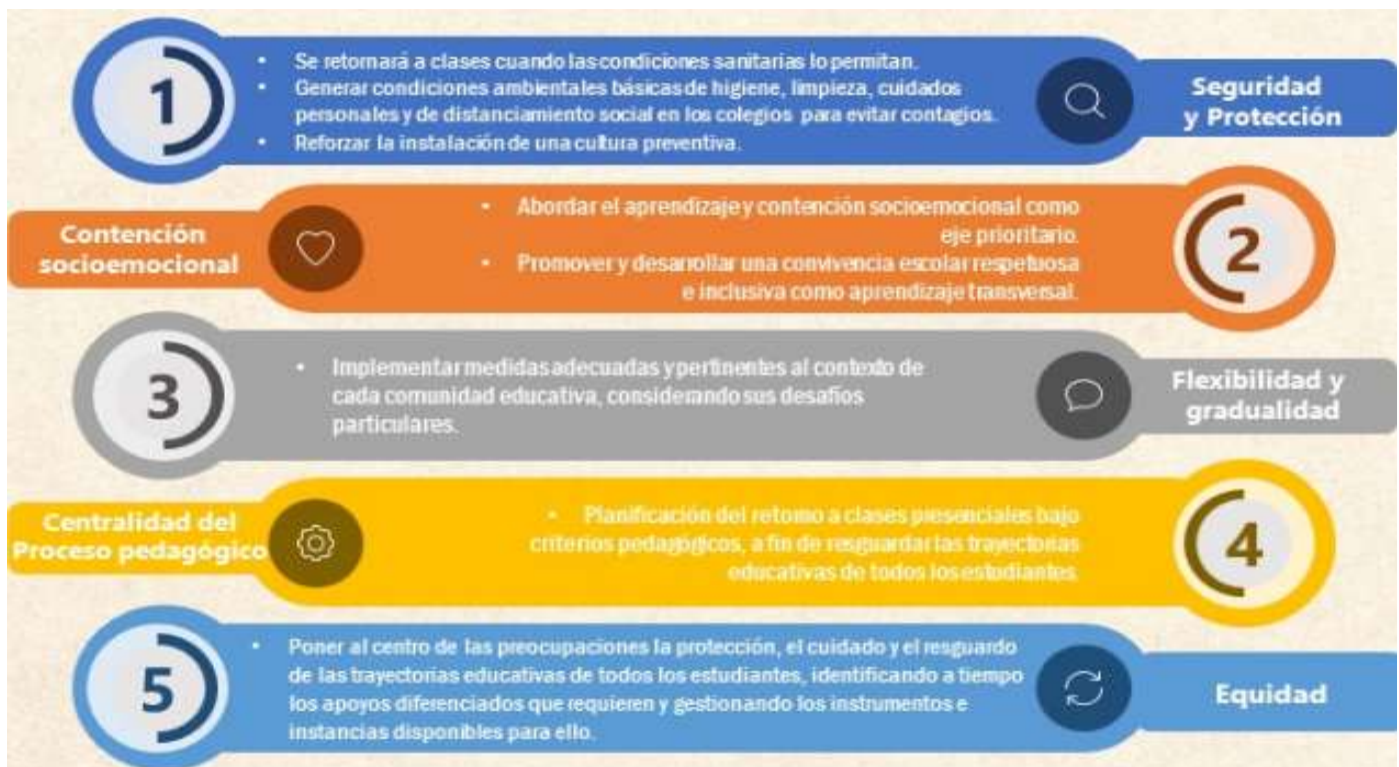 1
• Se retornará a clases cuando las condiciones sanitarias lo permitan.
• Generar condiciones ambientales básicas de higiene, limpieza, cuidados
personales y de distanciamiento social en los colegios para evitar contagios.
• Reforzar la instalación de una cultura preventiva.
Seguridad
y Protección
Contención
socioemocional
• Abordar el aprendizaje y contención socioemocional como
eje prioritario.
• Promover y desarrollar una convivencia escolar respetuosa
e inclusiva como aprendizaje transversal.
2
3
• Implementar medidas adecuadas y pertinentes al contexto de
cada comunidad educativa, considerando sus desafíos
particulares.
Flexibilidad y
gradualidad
Centralidad del
Proceso pedagógico
• Planificación del retorno a clases presenciales bajo
criterios pedagógicos, a fin de resguardar las trayectorias
educativas de todos los estudiantes
4
5
• Poner al centro de las preocupaciones la protección, el cuidado y el resguardo
de las trayectorias educativas de todos los estudiantes, identificando a tiempo
los apoyos diferenciados que requieren y gestionando los instrumentos e
instancias disponibles para ello.
Equidad